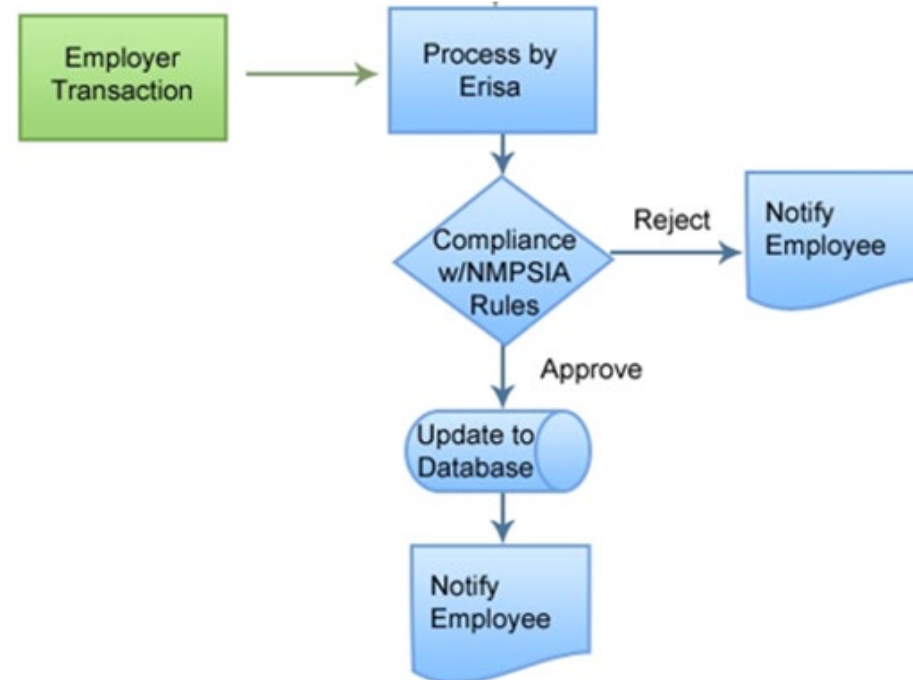 Employer
Transaction
Process by
Erisa
Compliance
w/NMPSIA
Rules
Reject
Notify
Employee
Approve
Update to
Database
Notify
Employee